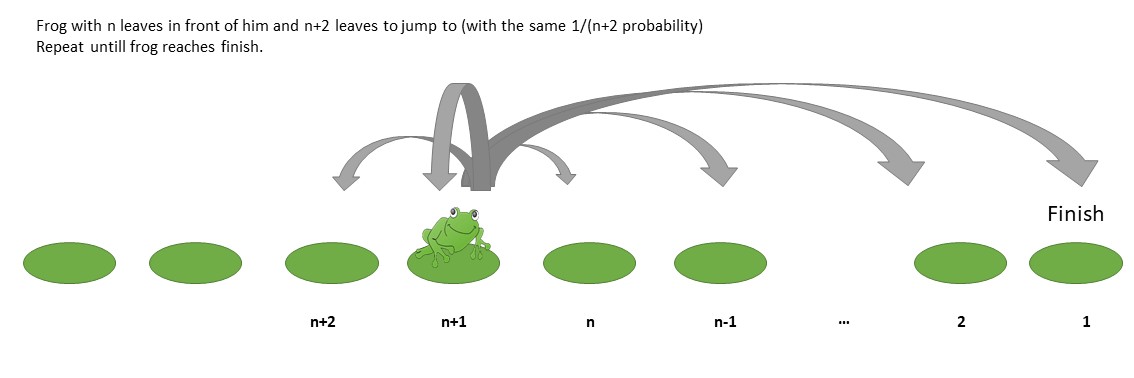 Frog with n leaves in front of him and n+2 leaves to jump to (with the same 1/(n+2 probability)
Repeat untill frog reaches finish.
Finish
n+2 n+1 n n-1 ... 2 1